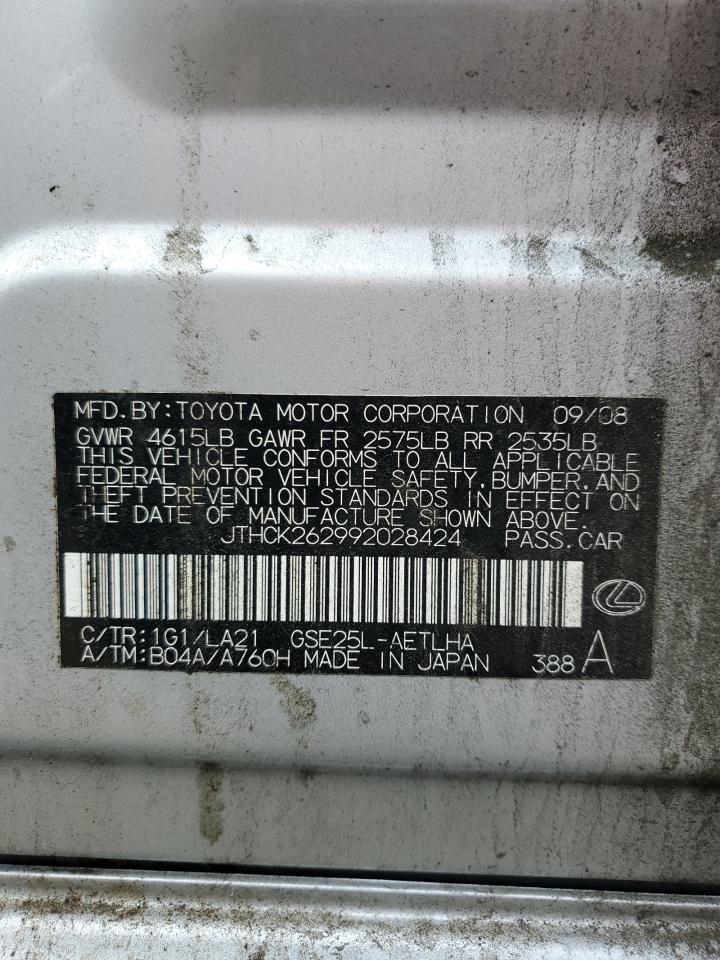 MFD.BY:TOYOTA MOTOR CORPORATION 09/08
GVWR 4615LB GAWR FR 2575LB RR 2535LB
THIS VEHICLE CONFORMS TO ALL APPLICABLE
FEDERAL MOTOR VEHICLE SAFETY,BUMPER,AND
THEFT PREVENTION STANDARDS IN EFFECT ON
THE DATE OF MANUFACTURE SHOWN ABOVE.
JTHCK262992028424 PASS.CAR
C/TR:1G1/LA21 GSE25L-AETLHA
A/TM:B04A/A760H MADE IN JAPAN 388 A